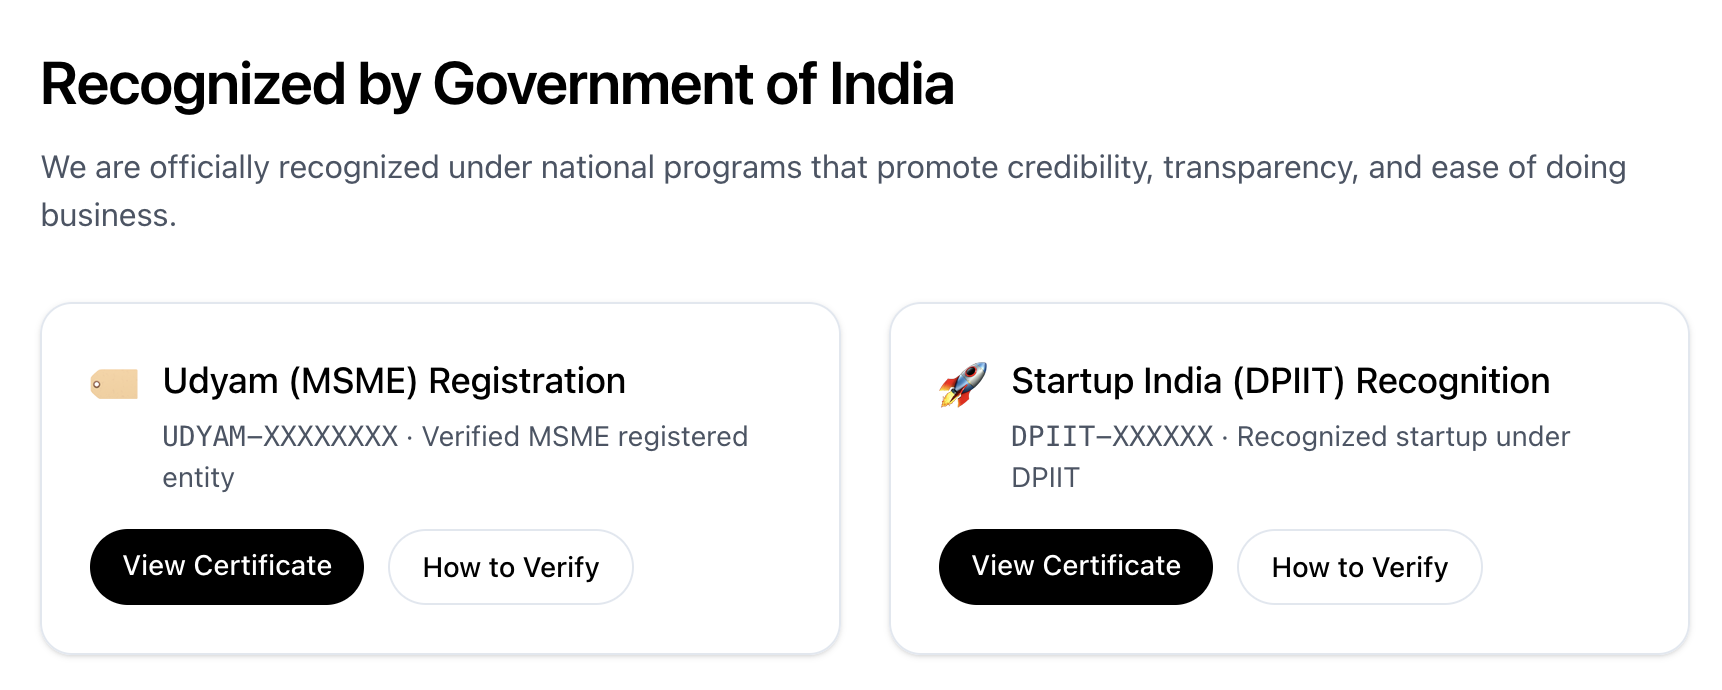 Recognized by Government of India
We are officially recognized under national programs that promote credibility, transparency, and ease of doing
business.
Udyam (MSME) Registration
UDYAM–XXXXXXXX · Verified MSME registered
entity
View Certificate
How to Verify
Startup India (DPIIT) Recognition
DPIIT–XXXXXX · Recognized startup under
DPIIT
View Certificate
How to Verify